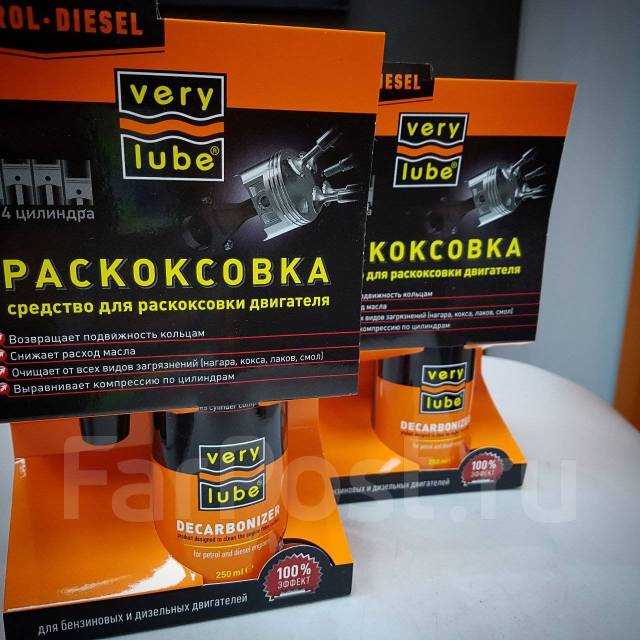 ROL·DIESEL
very
lube®
4 цилиндра
РАСКОКСОВКА
средство для раскоксовки двигателя
Возвращает подвижность кольцам
Снижает расход масла
Очищает от всех видов загрязнений (нагара, кокса, лаков, смол)
Выравнивает компрессию по цилиндрам
very
lube
DECARBONIZER
for petrol and diesel engines
250 ml
100%
ЭФФЕКТ
для бензиновых и дизельных двигателей
DIESEL
very
lube®
КОКСОВКА
для раскоксовки двигателя
подвижность кольцам
масла
видов загрязнений (нагара, кокса, лаков, смол)
компрессию по цилиндрам
very
lube
DECARBONIZER
250 ml
100%
ЭФФЕКТ
бензиновых и дизельных двигателей
FarPost.ru